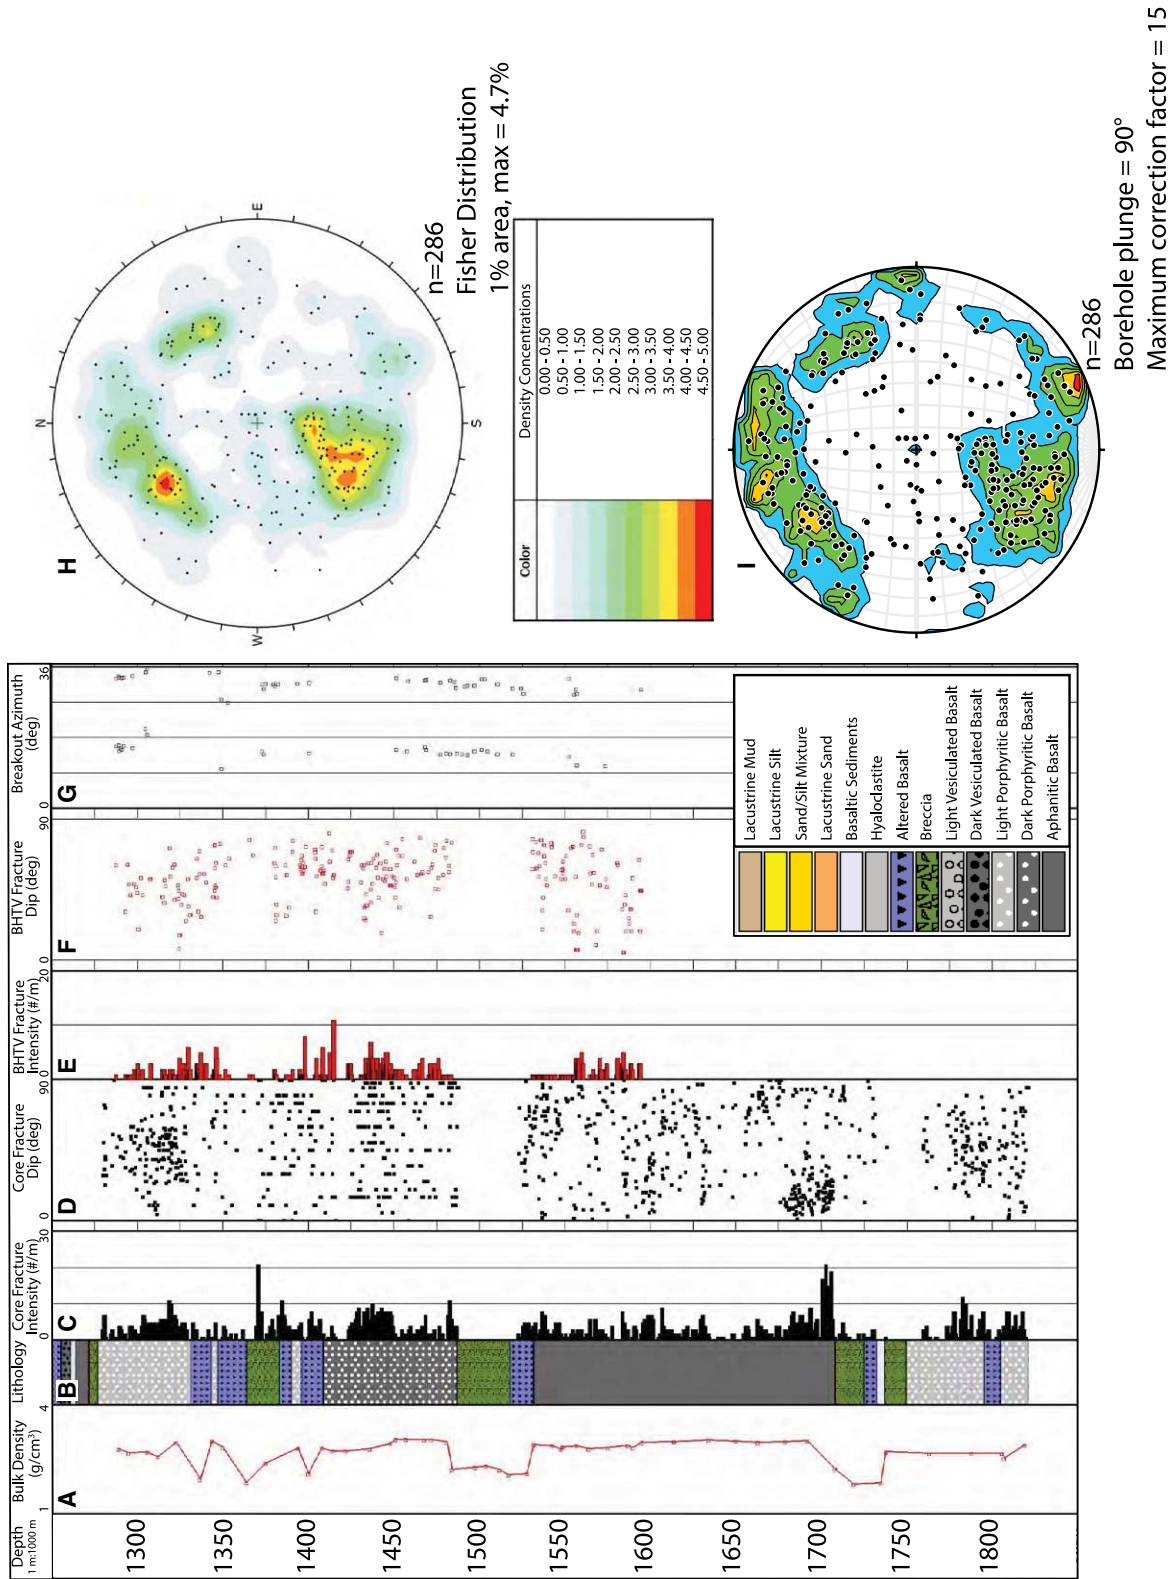 Depth
1 m:1000 m
Bulk Density
(g/cm³)
1
4
Lithology
Core Fracture
Intensity (#/m)
0
30
Core Fracture
Dip (deg)
0
90
BHTV Fracture
Intensity (#/m)
0
20
BHTV Fracture
Dip (deg)
0
90
Breakout Azimuth
(deg)
0
36
A
B
C
D
E
F
G
1300
1350
1400
1450
1500
1550
1600
1650
1700
1750
1800
Lacustrine Mud
Lacustrine Silt
Sand/Silt Mixture
Lacustrine Sand
Basaltic Sediments
Hyaloclastite
Altered Basalt
Breccia
Light Vesiculated Basalt
Dark Vesiculated Basalt
Light Porphyritic Basalt
Dark Porphyritic Basalt
Aphanitic Basalt
H
N
E
S
W
n=286
Fisher Distribution
1% area, max = 4.7%
Color
Density Concentrations
0.00 - 0.50
0.50 - 1.00
1.00 - 1.50
1.50 - 2.00
2.00 - 2.50
2.50 - 3.00
3.00 - 3.50
3.50 - 4.00
4.00 - 4.50
4.50 - 5.00
I
n=286
Borehole plunge = 90°
Maximum correction factor = 15